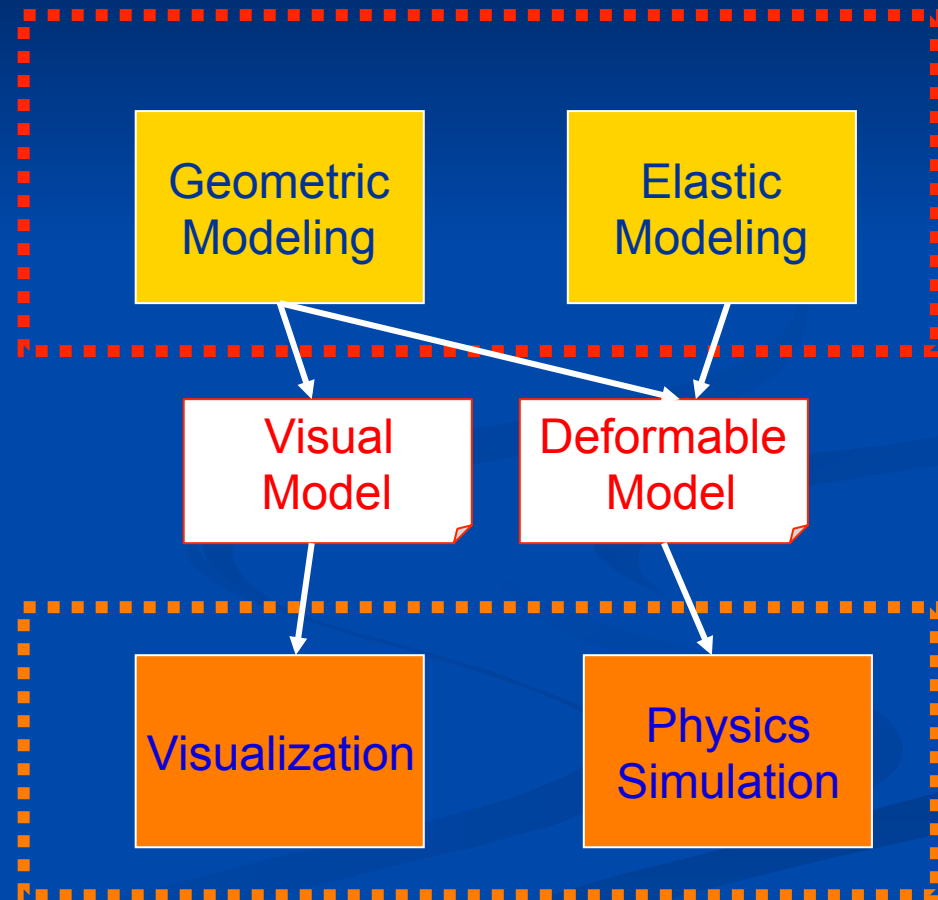 Geometric
Modeling
Elastic
Modeling
Visual
Model
Deformable
Model
Visualization
Physics
Simulation